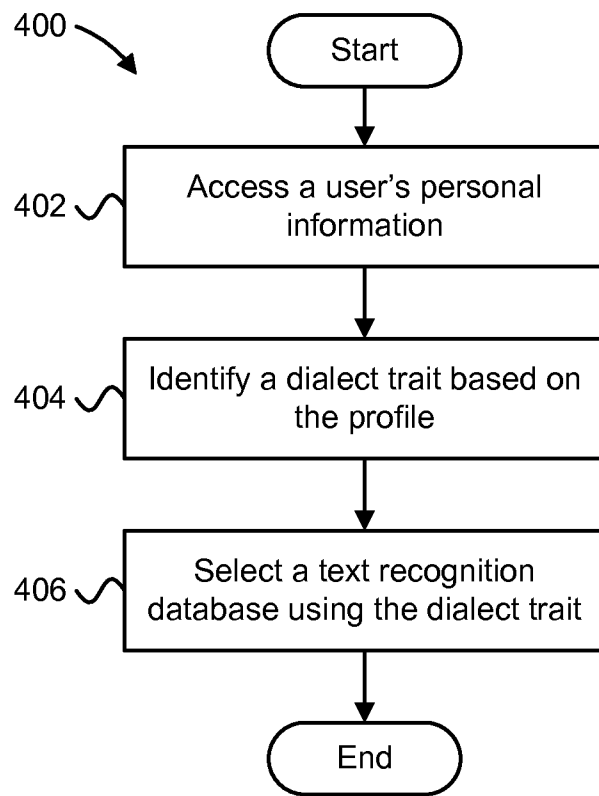 400
Start
402
Access a user's personal
information
404
Identify a dialect trait based on
the profile
406
Select a text recognition
database using the dialect trait
End